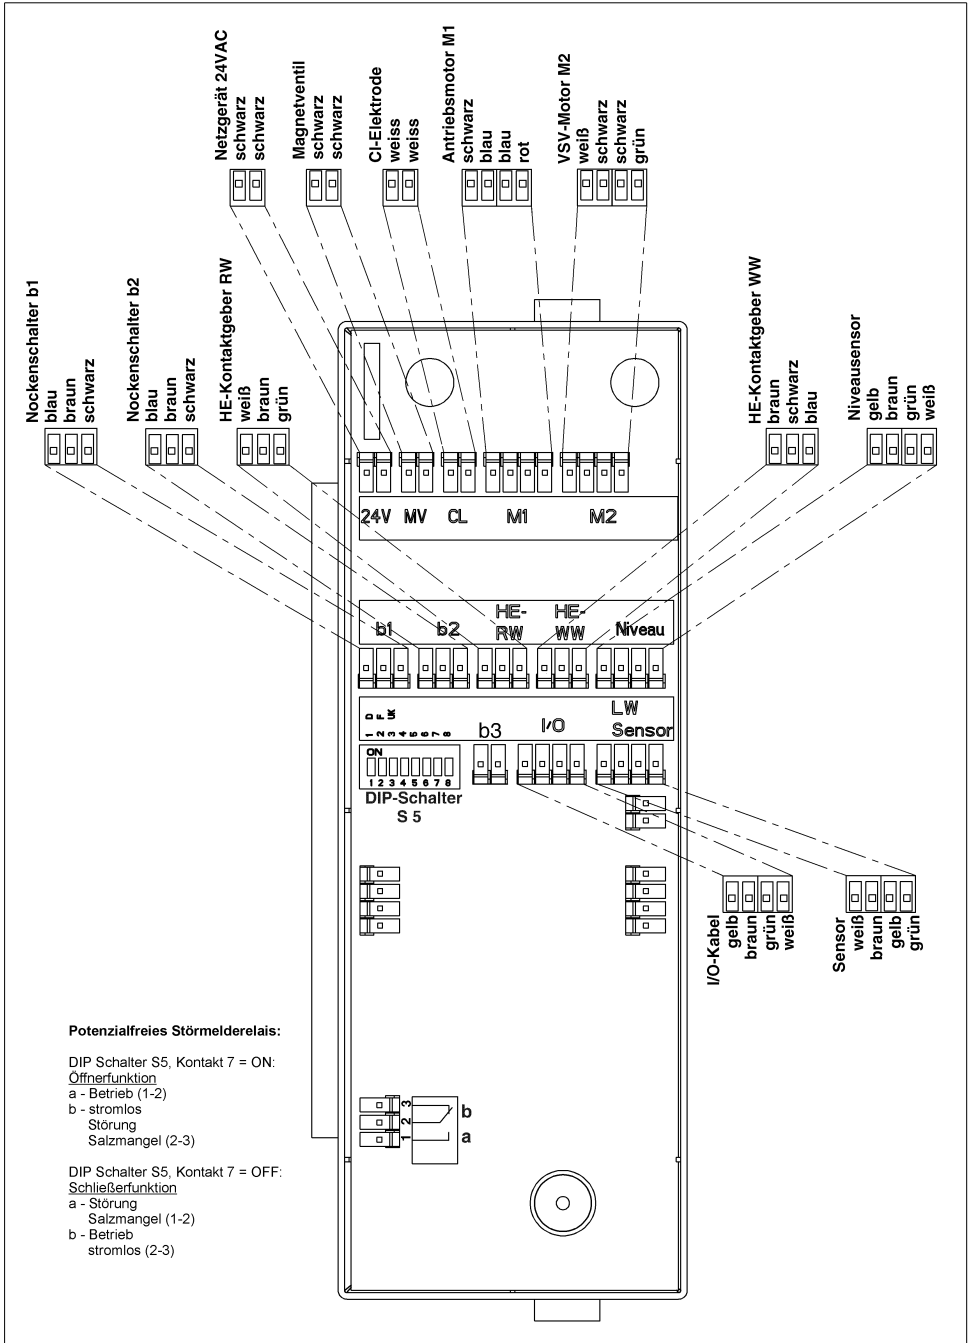 Netzgerät 24VAC
schwarz
schwarz
Magnetventil
schwarz
schwarz
Cl-Elektrode
weiss
weiss
Antriebsmotor M1
schwarz
blau
blau
rot
VSV-Motor M2
weiß
schwarz
schwarz
grün
Nockenschalter b1
blau
braun
schwarz
Nockenschalter b2
blau
braun
schwarz
HE-Kontaktgeber RW
weiß
braun
grün
HE-Kontaktgeber WW
braun
schwarz
blau
Niveausensor
gelb
braun
grün
weiß
24V MV CL M1 M2
b1 b2 HE-RW HE-WW Niveau
D
F
UK
1 2 3 4 5 6 7 8
b3 I/O LW Sensor
ON
1 2 3 4 5 6 7 8
DIP-Schalter
S 5
I/O-Kabel
gelb
braun
grün
weiß
Sensor
weiß
braun
gelb
grün
Potenzialfreies Störmelderelais:
DIP Schalter S5, Kontakt 7 = ON:
Öffnerfunktion
a - Betrieb (1-2)
b - stromlos
Störung
Salzmangel (2-3)
DIP Schalter S5, Kontakt 7 = OFF:
Schließerfunktion
a - Störung
Salzmangel (1-2)
b - Betrieb
stromlos (2-3)
3
2
1
b
a